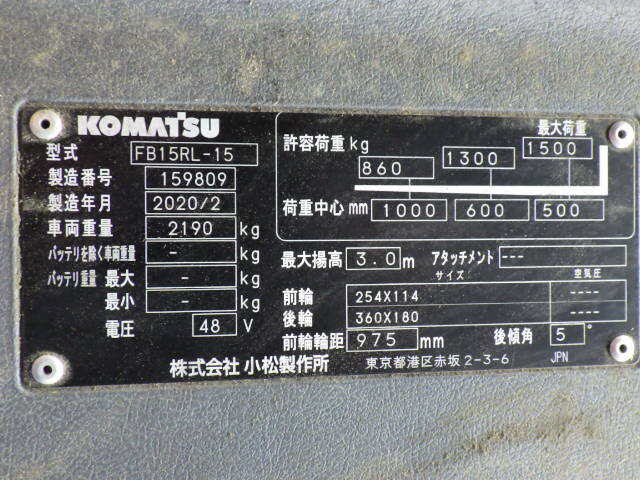 KOMATSU
型式 FB15RL-15
製造番号 159809
製造年月 2020/2
車両重量 2190 kg
バッテリを除く車両重量 - kg
バッテリ重量 最大 - kg
最小 - kg
電圧 48 V
最大荷重
許容荷重 kg 860 1300 1500
荷重中心 mm 1000 600 500
最大揚高 3.0 m アタッチメント ---
サイズ 空気圧
前輪 254X114 ----
後輪 360X180 ----
前輪輪距 975 mm 後傾角 5 °
株式会社 小松製作所 東京都港区赤坂2-3-6 JPN